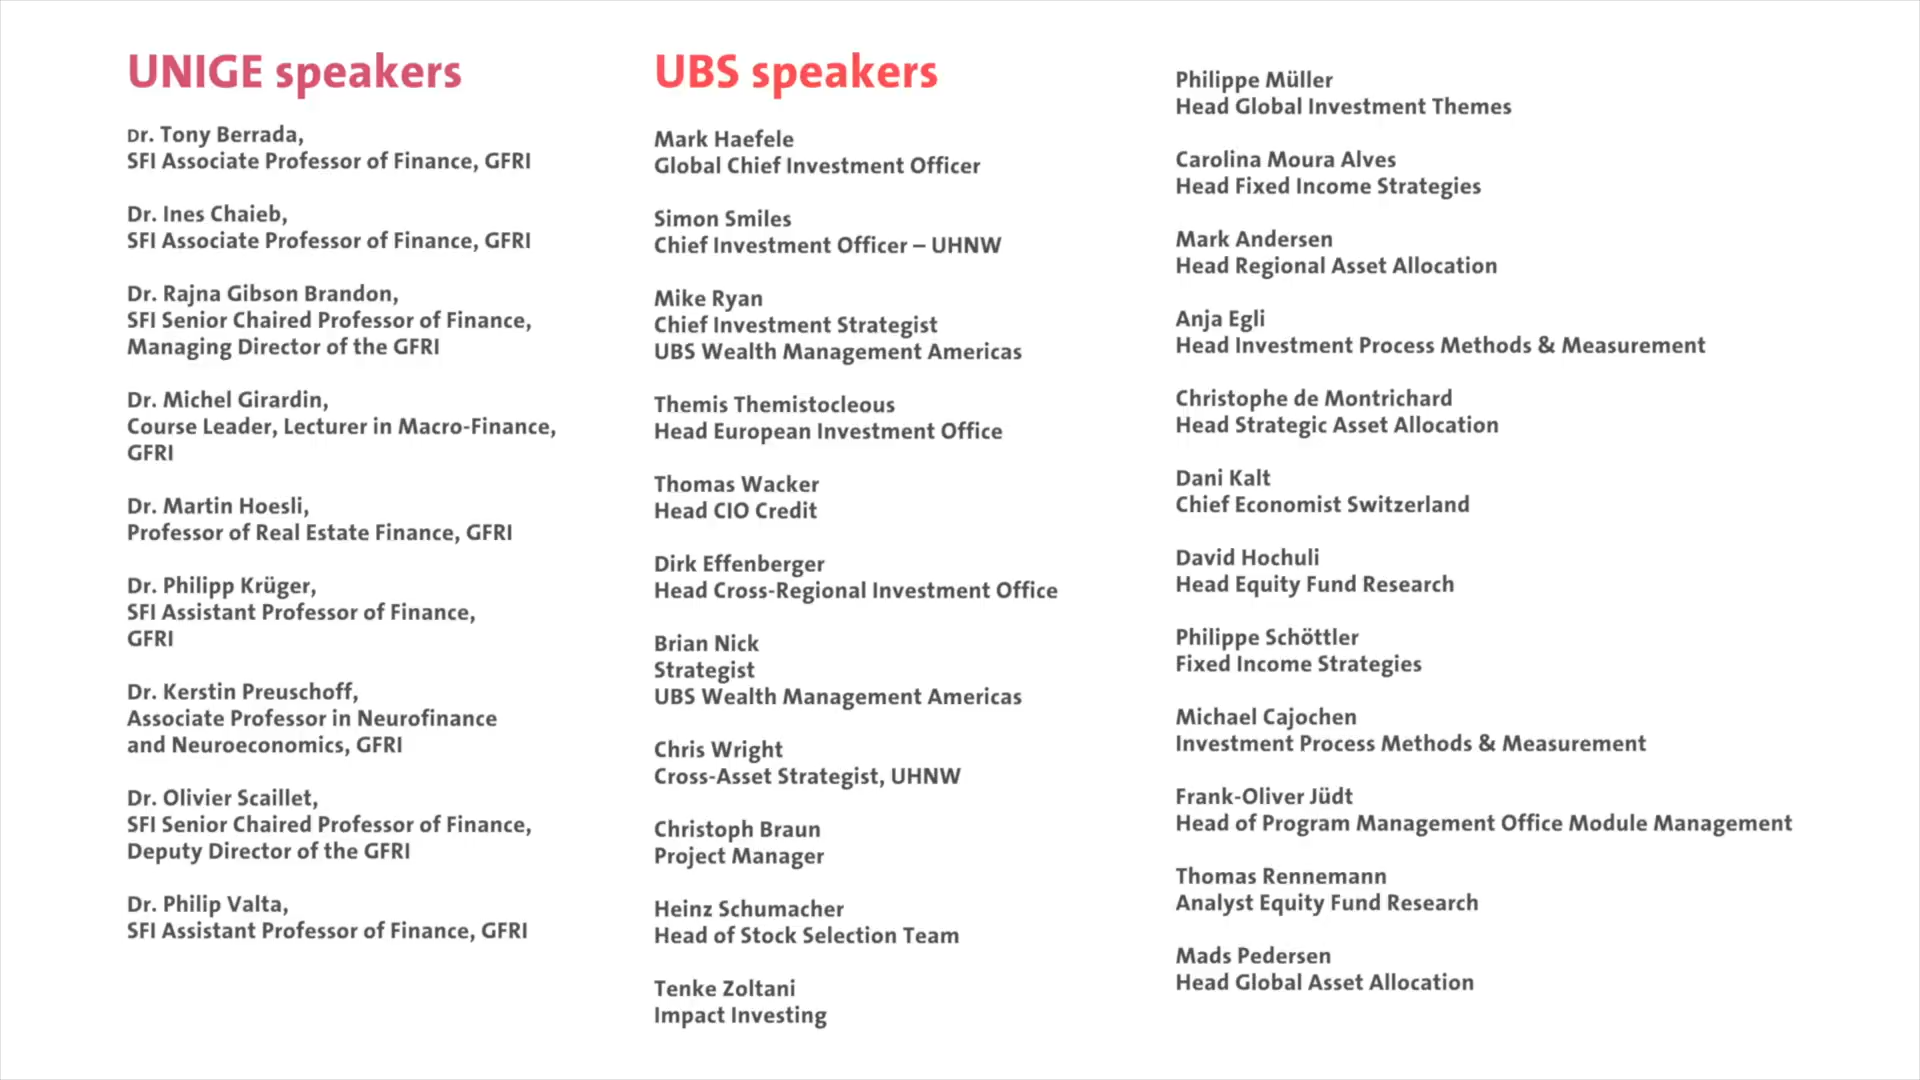 UNIGE speakers
Dr. Tony Berrada,
SFI Associate Professor of Finance, GFRI
Dr. Ines Chaieb,
SFI Associate Professor of Finance, GFRI
Dr. Rajna Gibson Brandon,
SFI Senior Chaired Professor of Finance,
Managing Director of the GFRI
Dr. Michel Girardin,
Course Leader, Lecturer in Macro-Finance,
GFRI
Dr. Martin Hoesli,
Professor of Real Estate Finance, GFRI
Dr. Philipp Krüger,
SFI Assistant Professor of Finance,
GFRI
Dr. Kerstin Preuschoff,
Associate Professor in Neurofinance
and Neuroeconomics, GFRI
Dr. Olivier Scaillet,
SFI Senior Chaired Professor of Finance,
Deputy Director of the GFRI
Dr. Philip Valta,
SFI Assistant Professor of Finance, GFRI
UBS speakers
Mark Haefele
Global Chief Investment Officer
Simon Smiles
Chief Investment Officer – UHNW
Mike Ryan
Chief Investment Strategist
UBS Wealth Management Americas
Themis Themistocleous
Head European Investment Office
Thomas Wacker
Head CIO Credit
Dirk Effenberger
Head Cross-Regional Investment Office
Brian Nick
Strategist
UBS Wealth Management Americas
Chris Wright
Cross-Asset Strategist, UHNW
Christoph Braun
Project Manager
Heinz Schumacher
Head of Stock Selection Team
Tenke Zoltani
Impact Investing
Philippe Müller
Head Global Investment Themes
Carolina Moura Alves
Head Fixed Income Strategies
Mark Andersen
Head Regional Asset Allocation
Anja Egli
Head Investment Process Methods & Measurement
Christophe de Montrichard
Head Strategic Asset Allocation
Dani Kalt
Chief Economist Switzerland
David Hochuli
Head Equity Fund Research
Philippe Schöttler
Fixed Income Strategies
Michael Cajochen
Investment Process Methods & Measurement
Frank-Oliver Jüdt
Head of Program Management Office Module Management
Thomas Rennemann
Analyst Equity Fund Research
Mads Pedersen
Head Global Asset Allocation